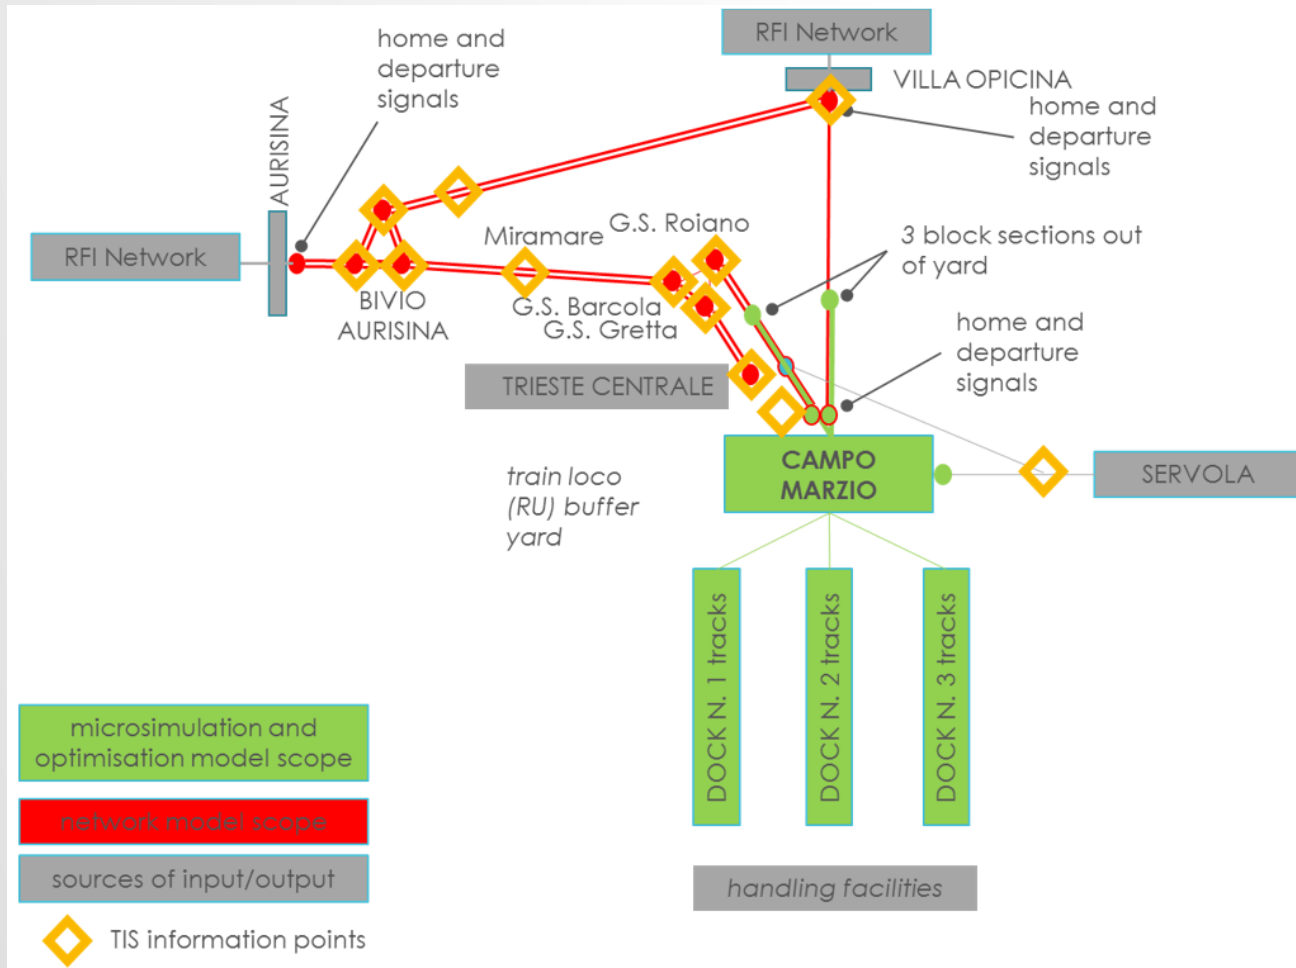 RFI Network
home and
departure
signals
VILLA OPICINA
home and
departure
signals
AURISINA
RFI Network
G.S. Roiano
Miramare
3 block sections out
of yard
BIVIO
AURISINA
G.S. Barcola
G.S. Gretta
home and
departure
signals
TRIESTE CENTRALE
CAMPO
MARZIO
SERVOLA
train loco
(RU) buffer
yard
DOCK N. 1 tracks
DOCK N. 2 tracks
DOCK N. 3 tracks
microsimulation and
optimisation model scope
network model scope
sources of input/output
handling facilities
TIS information points